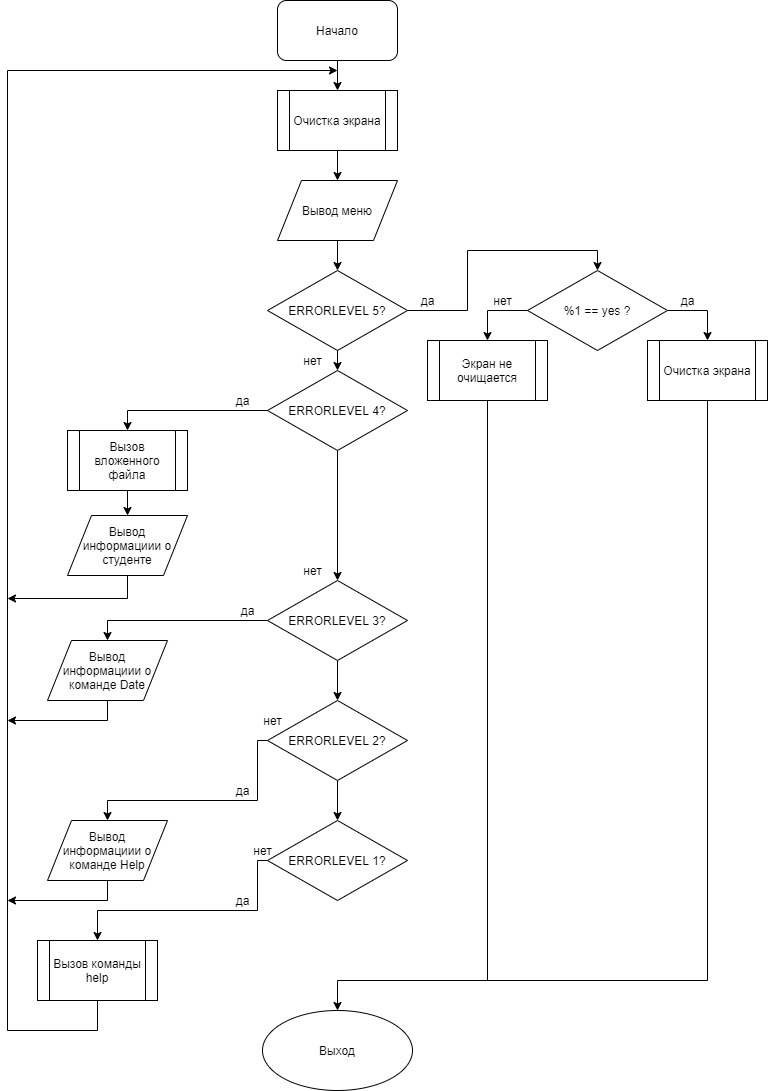 Начало
Очистка экрана
Вывод меню
ERRORLEVEL 5?
да
нет
%1 == yes ?
да
нет
Экран не
очищается
Очистка экрана
ERRORLEVEL 4?
да
Вызов
вложенного
файла
Вывод
информациии о
студенте
нет
ERRORLEVEL 3?
да
Вывод
информациии о
команде Date
нет
ERRORLEVEL 2?
да
Вывод
информациии о
команде Help
нет
ERRORLEVEL 1?
да
Вызов команды
help
Выход